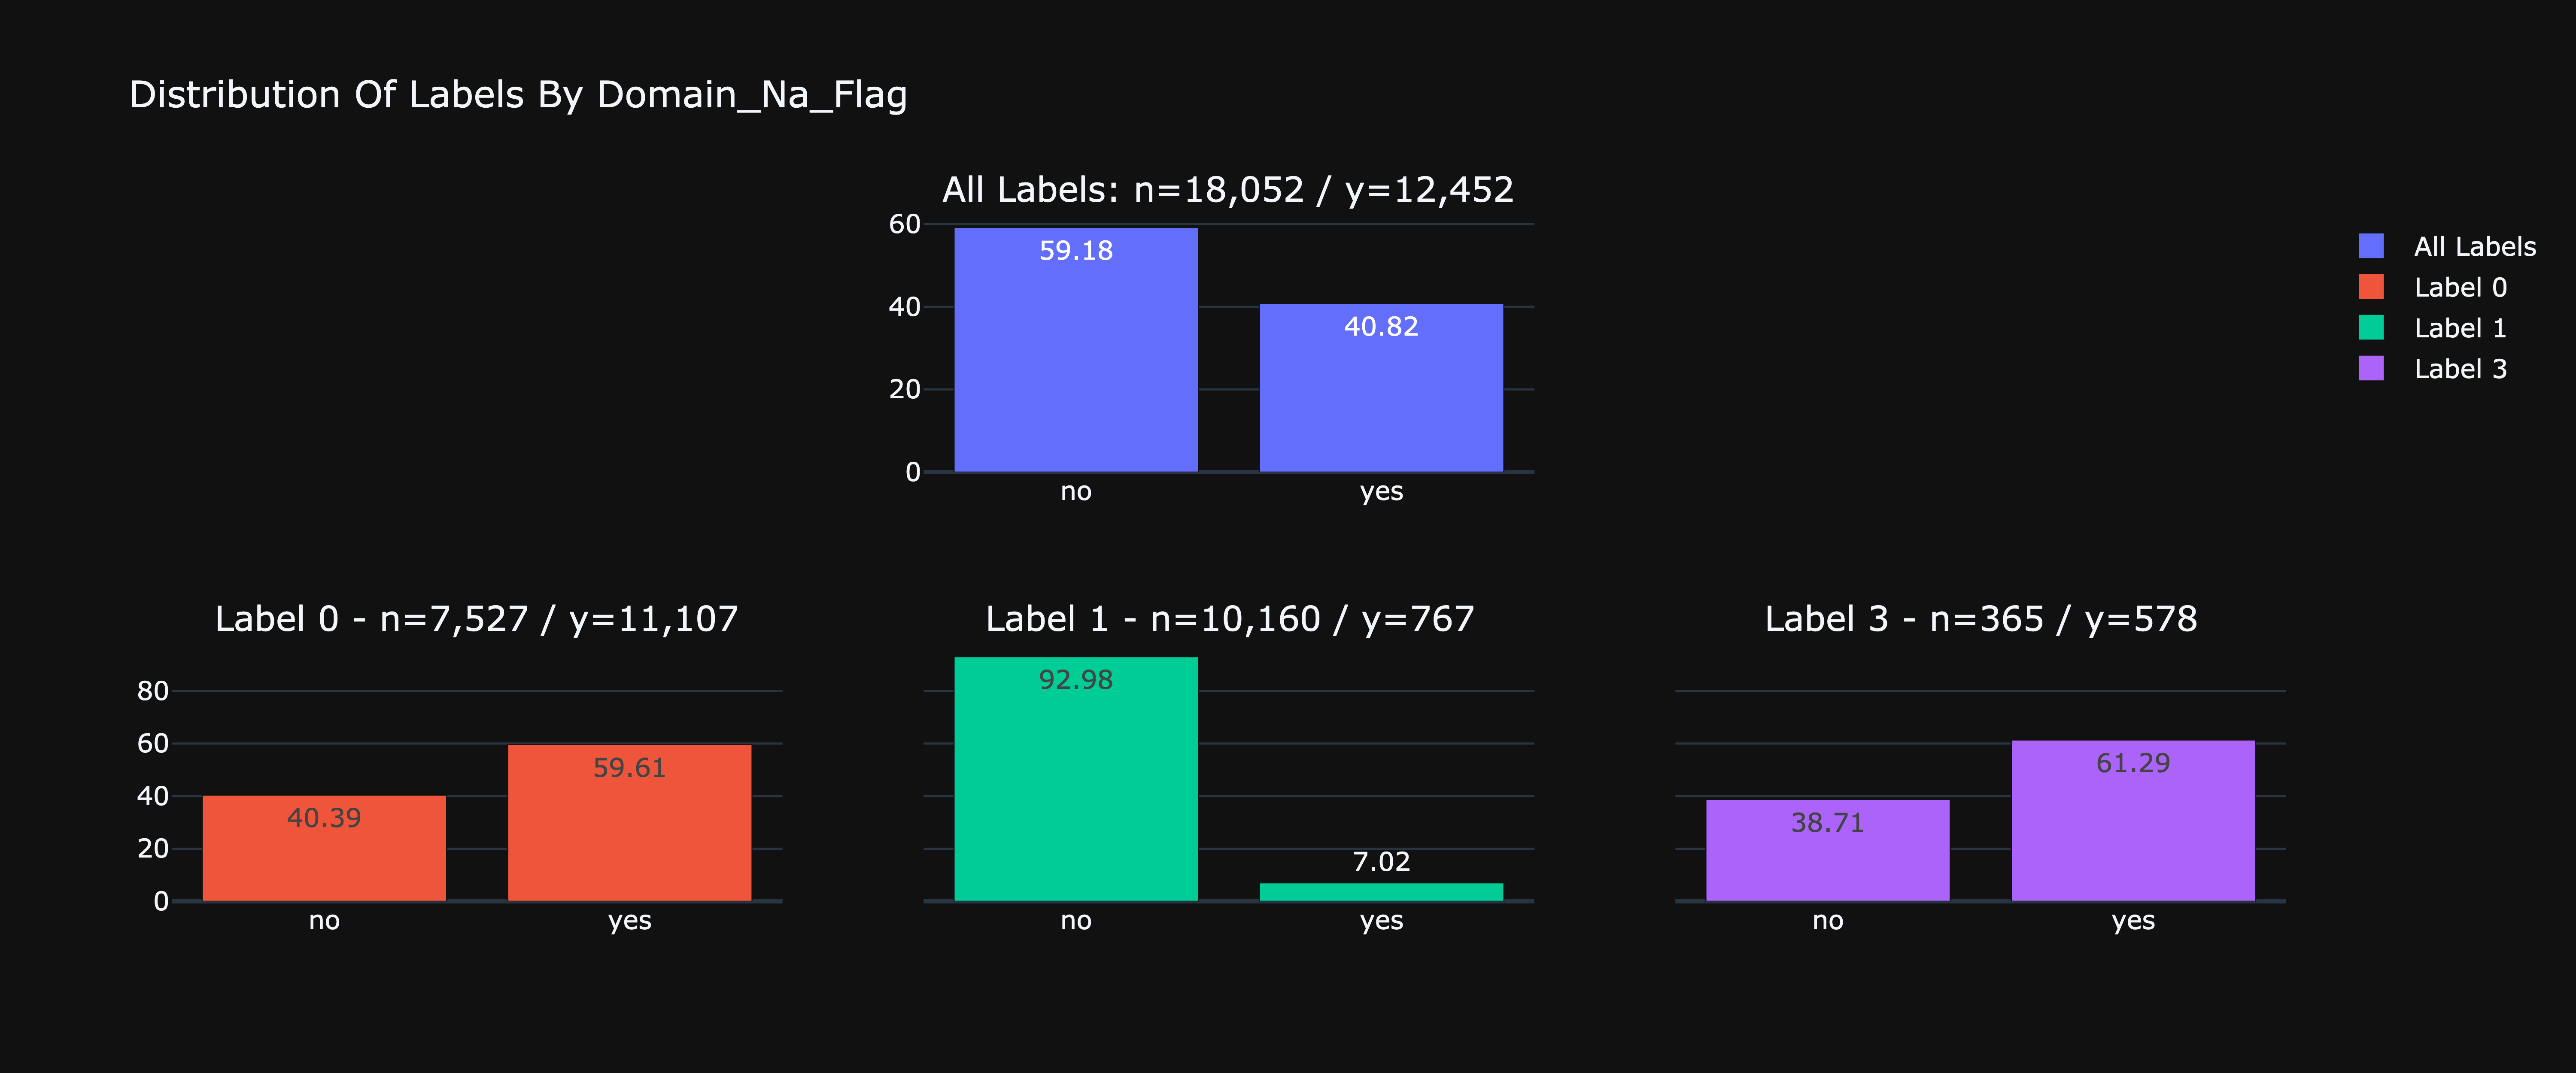 Distribution Of Labels By Domain_Na_Flag
All Labels: n=18,052 / y=12,452
60
40
20
0
59.18
40.82
no
yes
All Labels
Label 0
Label 1
Label 3
Label 0 - n=7,527 / y=11,107
80
60
40
20
0
40.39
59.61
no
yes
Label 1 - n=10,160 / y=767
92.98
7.02
no
yes
Label 3 - n=365 / y=578
38.71
61.29
no
yes